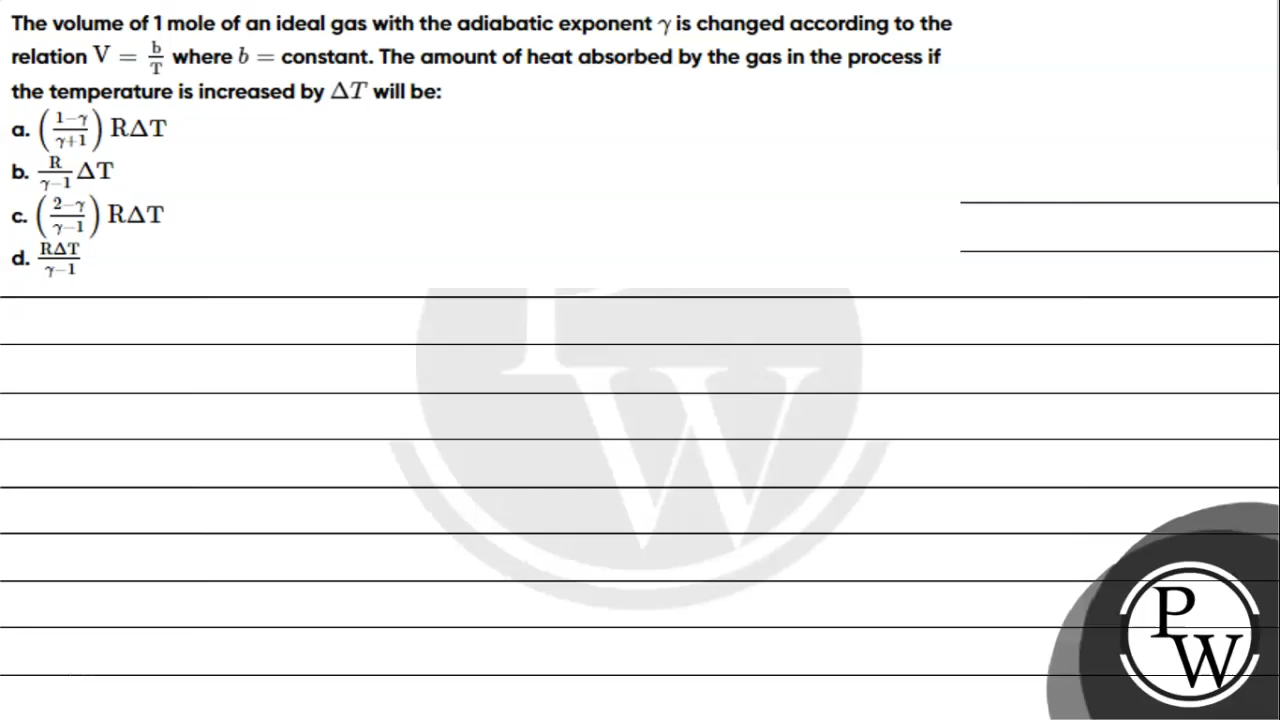 The volume of 1 mole of an ideal gas with the adiabatic exponent γ is changed according to the
relation V = b/T where b = constant. The amount of heat absorbed by the gas in the process if
the temperature is increased by ΔT will be:
a. ((1−γ)/(γ+1)) RΔT
b. R/(γ−1) ΔT
c. ((2−γ)/(γ−1)) RΔT
d. RΔT/(γ−1)
W
P
W